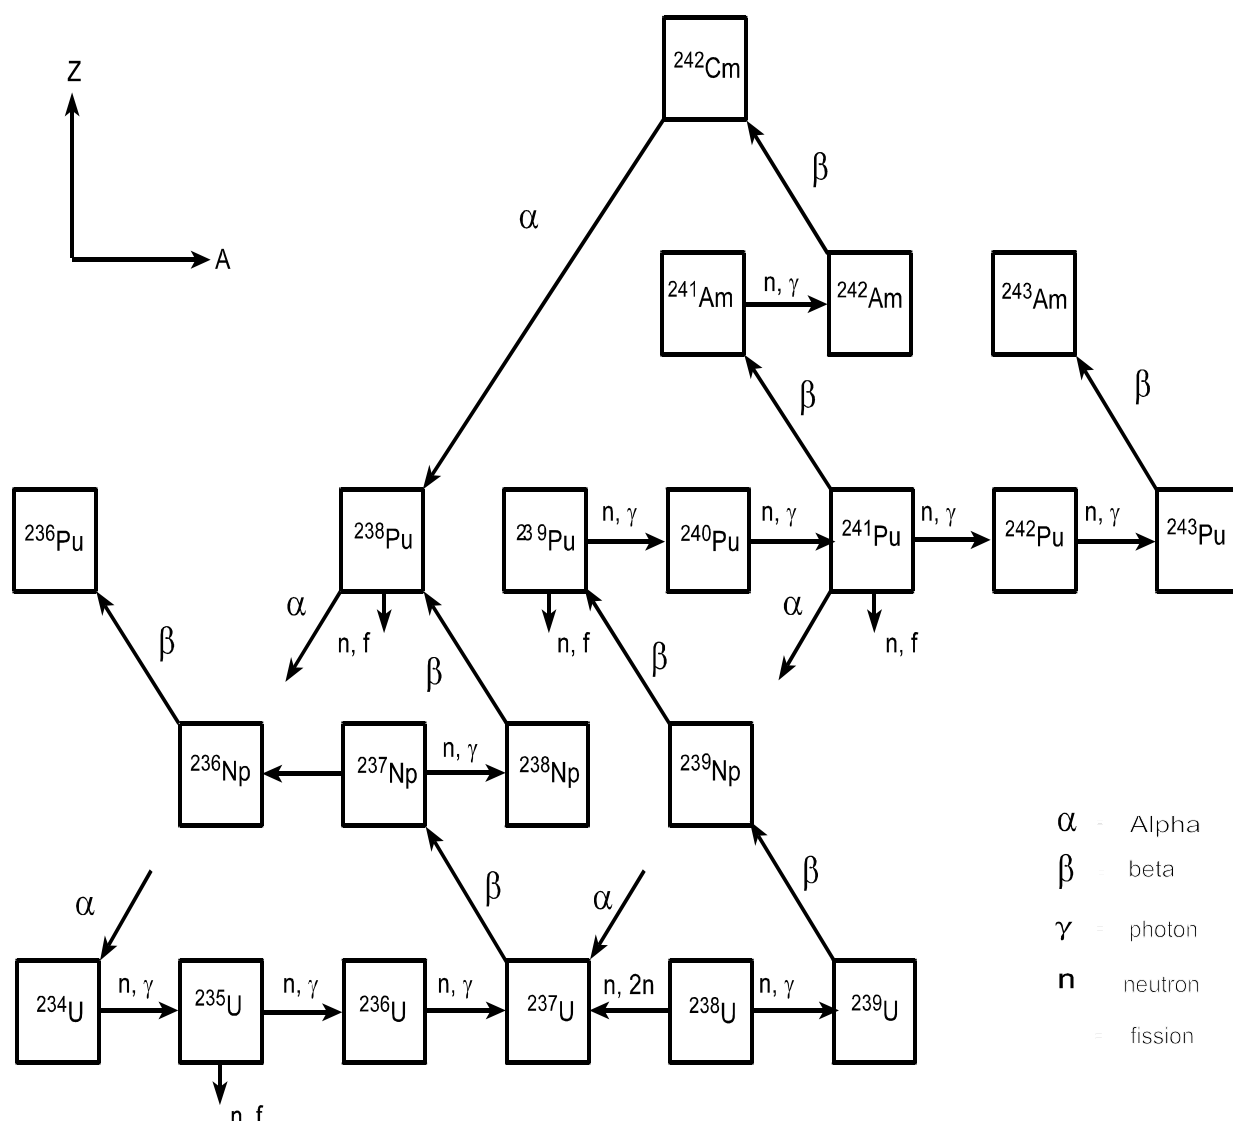 ²⁴²Cm
Z
β
α
A
²⁴¹Am
n, γ
²⁴²Am
²⁴³Am
β
β
²³⁶Pu
²³⁸Pu
²³⁹Pu
n, γ
²⁴⁰Pu
n, γ
²⁴¹Pu
n, γ
²⁴²Pu
n, γ
²⁴³Pu
α
n, f
n, f
α
n, f
β
β
β
²³⁶Np
²³⁷Np
n, γ
²³⁸Np
²³⁹Np
α
β
α
β
²³⁴U
n, γ
²³⁵U
n, γ
²³⁶U
n, γ
²³⁷U
n, 2n
²³⁸U
n, γ
²³⁹U
n, f
α - Alpha
β = beta
γ = photon
n = neutron
= fission